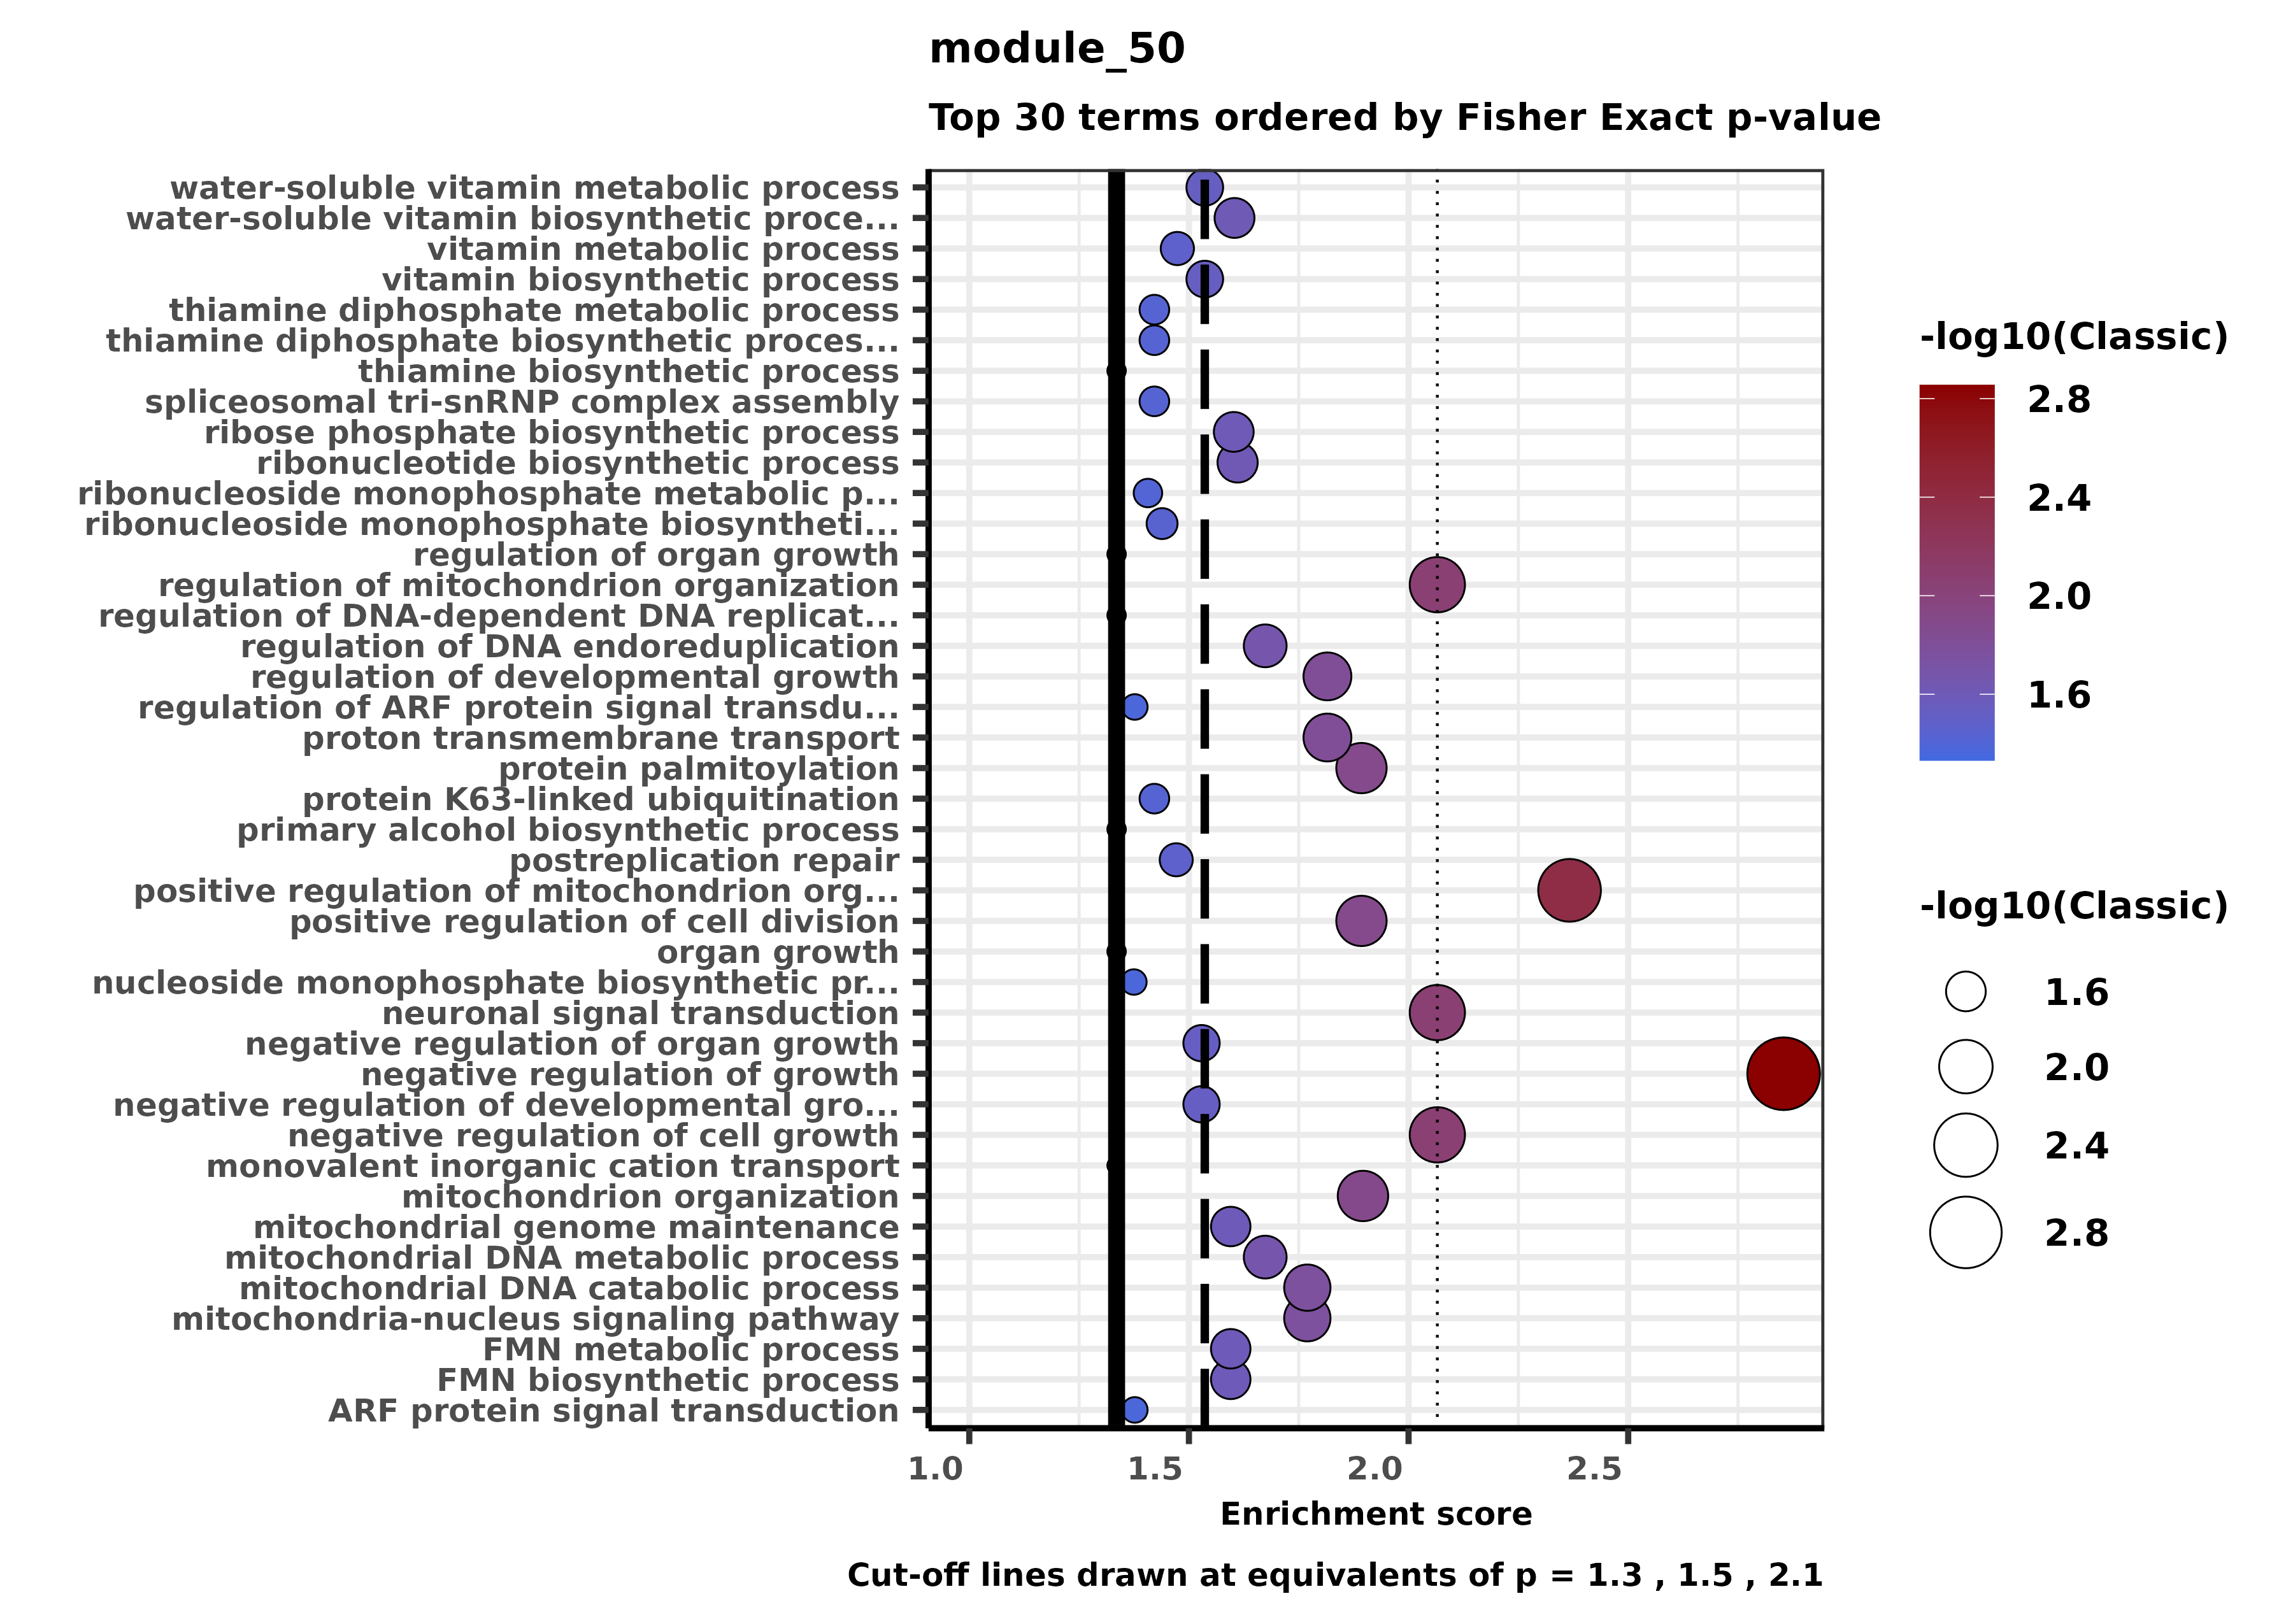 module_50
Top 30 terms ordered by Fisher Exact p-value
water-soluble vitamin metabolic process
water-soluble vitamin biosynthetic proce...
vitamin metabolic process
vitamin biosynthetic process
thiamine diphosphate metabolic process
thiamine diphosphate biosynthetic proces...
thiamine biosynthetic process
spliceosomal tri-snRNP complex assembly
ribose phosphate biosynthetic process
ribonucleotide biosynthetic process
ribonucleoside monophosphate metabolic p...
ribonucleoside monophosphate biosyntheti...
regulation of organ growth
regulation of mitochondrion organization
regulation of DNA-dependent DNA replicat...
regulation of DNA endoreduplication
regulation of developmental growth
regulation of ARF protein signal transdu...
proton transmembrane transport
protein palmitoylation
protein K63-linked ubiquitination
primary alcohol biosynthetic process
postreplication repair
positive regulation of mitochondrion org...
positive regulation of cell division
organ growth
nucleoside monophosphate biosynthetic pr...
neuronal signal transduction
negative regulation of organ growth
negative regulation of growth
negative regulation of developmental gro...
negative regulation of cell growth
monovalent inorganic cation transport
mitochondrion organization
mitochondrial genome maintenance
mitochondrial DNA metabolic process
mitochondrial DNA catabolic process
mitochondria-nucleus signaling pathway
FMN metabolic process
FMN biosynthetic process
ARF protein signal transduction
1.0 1.5 2.0 2.5
Enrichment score
Cut-off lines drawn at equivalents of p = 1.3 , 1.5 , 2.1
-log10(Classic)
2.8
2.4
2.0
1.6
-log10(Classic)
1.6
2.0
2.4
2.8